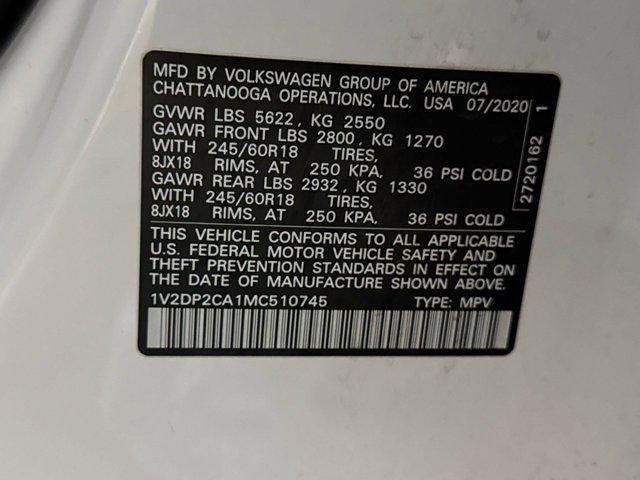 MFD BY VOLKSWAGEN GROUP OF AMERICA
CHATTANOOGA OPERATIONS, LLC. USA 07/2020
GVWR LBS 5622, KG 2550
GAWR FRONT LBS 2800, KG 1270
WITH 245/60R18 TIRES,
8JX18 RIMS, AT 250 KPA, 36 PSI COLD
GAWR REAR LBS 2932, KG 1330
WITH 245/60R18 TIRES,
8JX18 RIMS, AT 250 KPA, 36 PSI COLD
THIS VEHICLE CONFORMS TO ALL APPLICABLE
U.S. FEDERAL MOTOR VEHICLE SAFETY AND
THEFT PREVENTION STANDARDS IN EFFECT ON
THE DATE OF MANUFACTURE SHOWN ABOVE.
1V2DP2CA1MC510745 TYPE: MPV
2720162 1